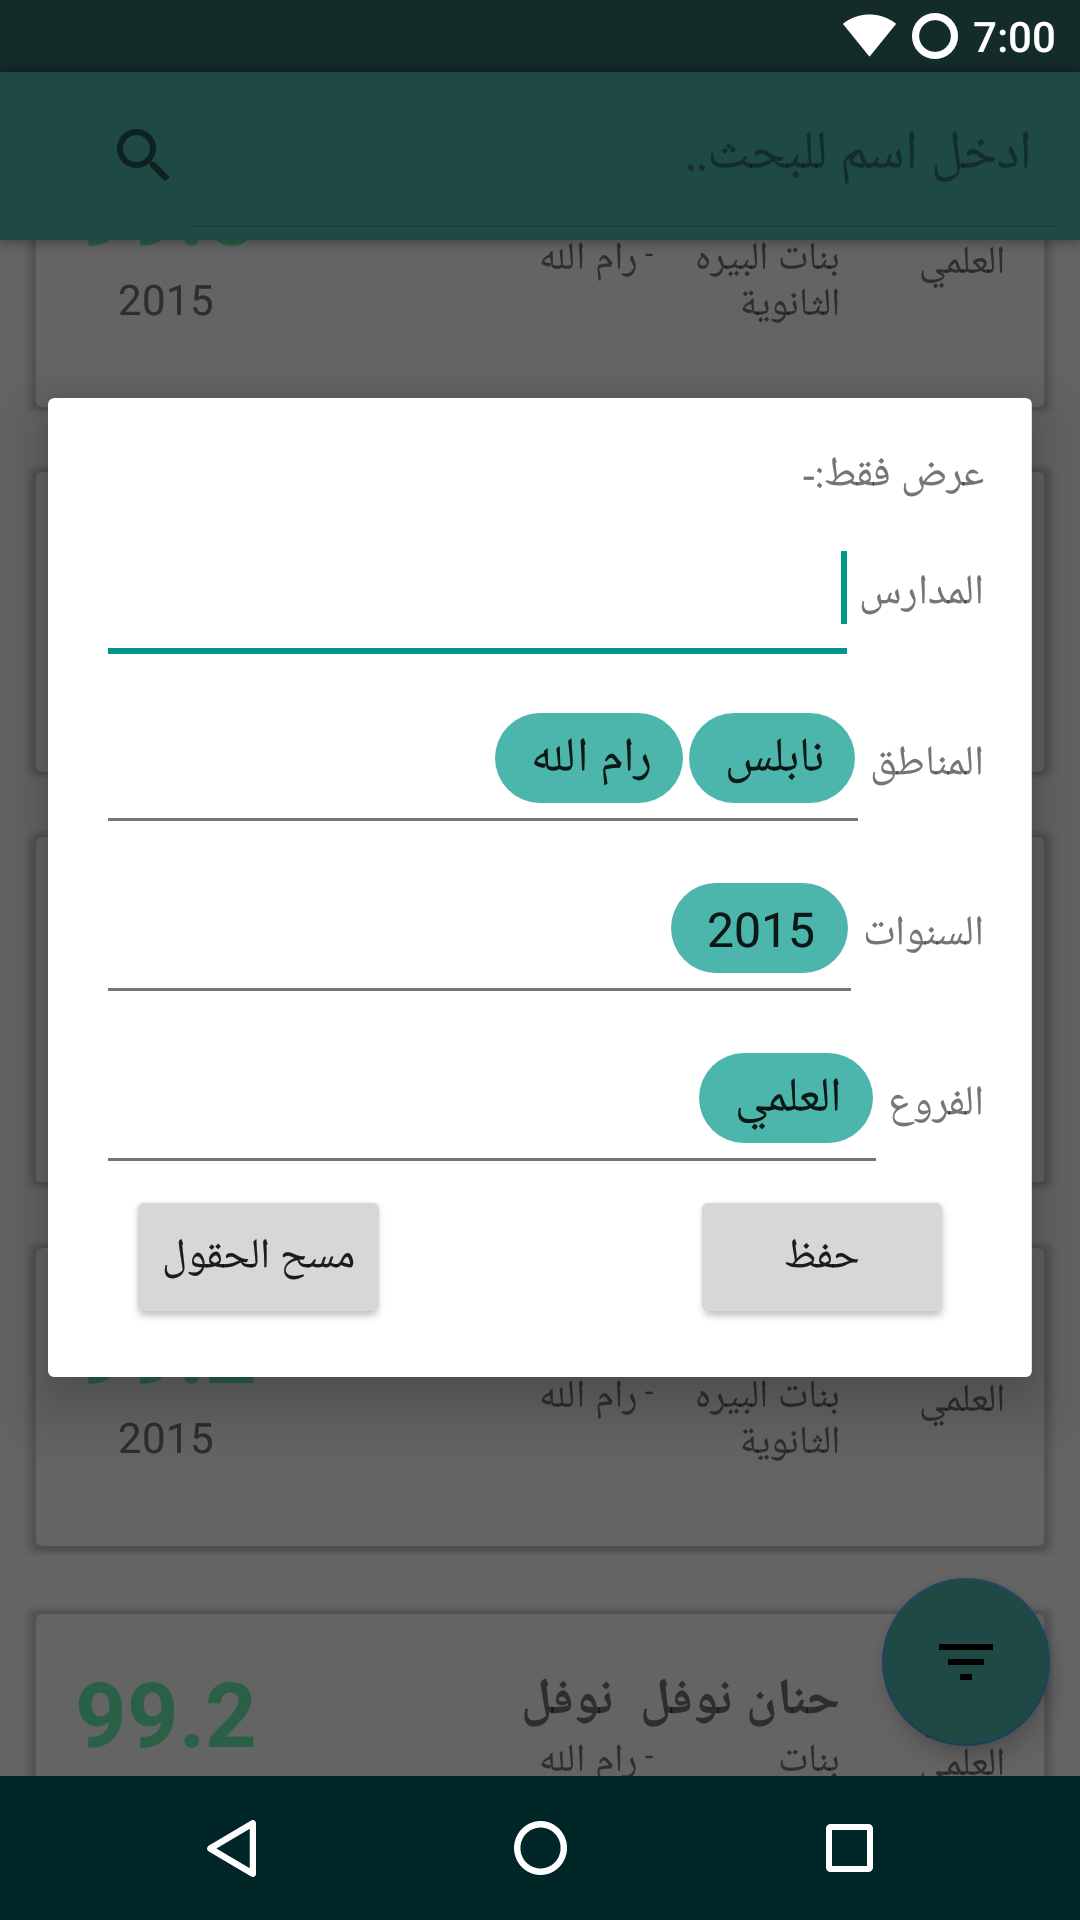 7:00
ادخل اسم للبحث..
العلمي بنات البيره - رام الله
الثانوية
2015
عرض فقط:-
المدارس
المناطق نابلس رام الله
السنوات 2015
الفروع العلمي
حفظ مسح الحقول
العلمي بنات البيره - رام الله
الثانوية
2015
حنان نوفل نوفل 99.2
العلمي بنات - رام الله